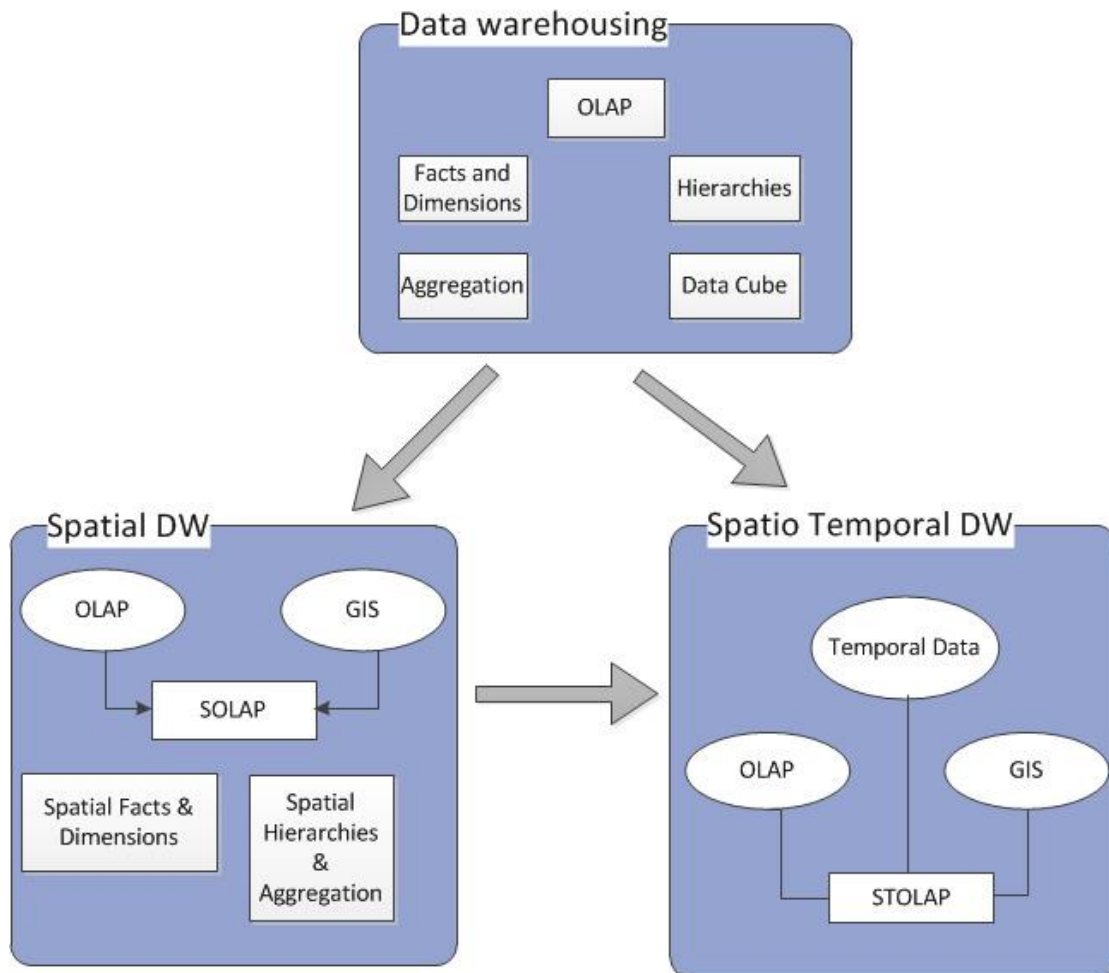 Data warehousing
OLAP
Facts and
Dimensions
Hierarchies
Aggregation
Data Cube
Spatial DW
OLAP
GIS
SOLAP
Spatial Facts &
Dimensions
Spatial
Hierarchies
&
Aggregation
Spatio Temporal DW
Temporal Data
OLAP
GIS
STOLAP